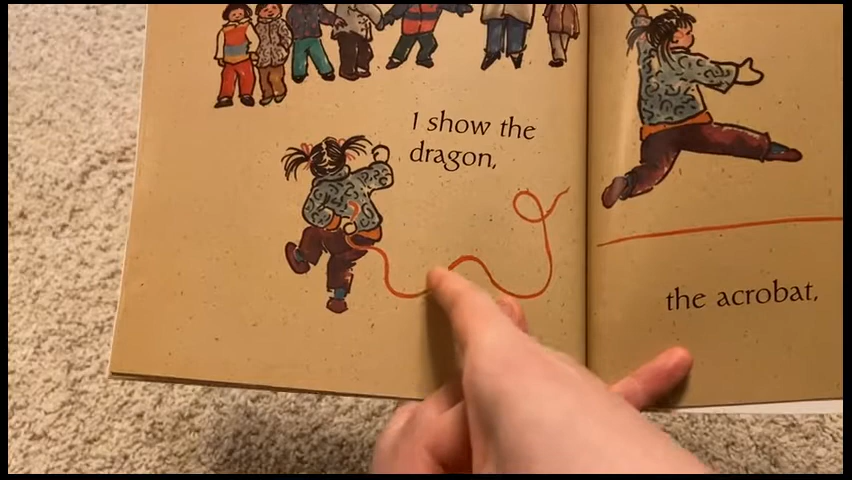 I show the
dragon,
the acrobat,